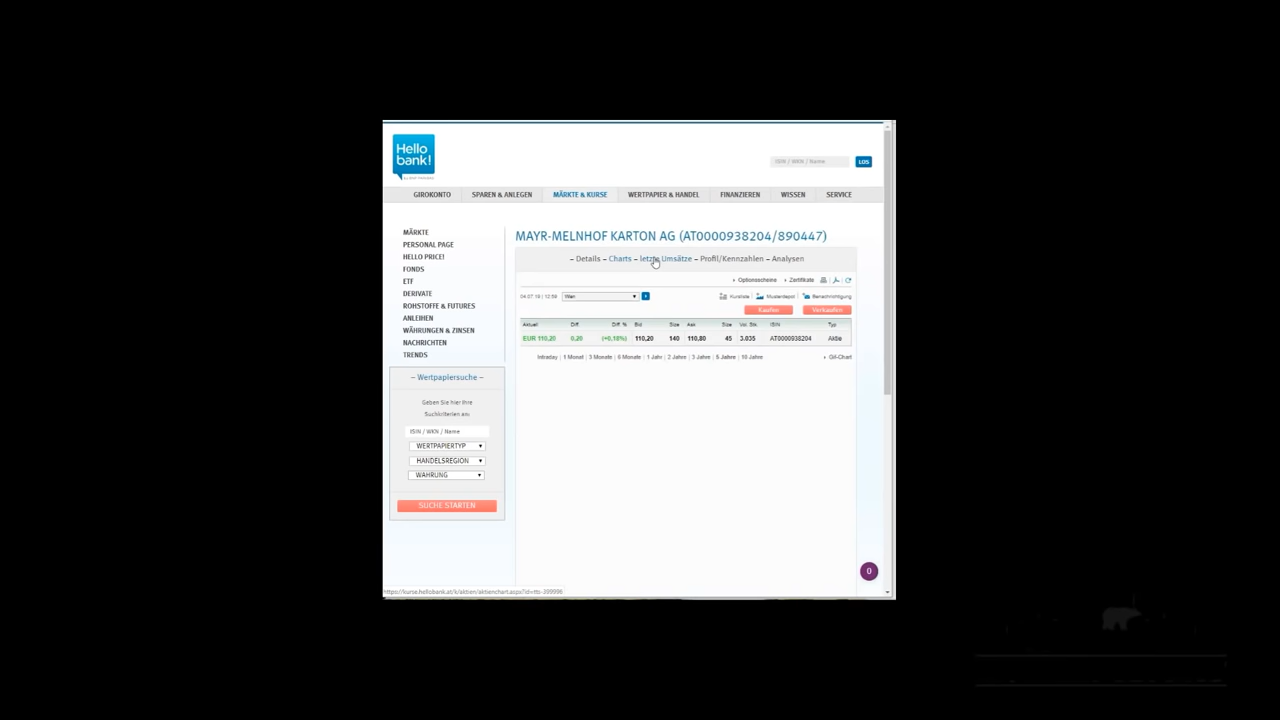 Hello
bank!
ISIN / WKN / Name
LOS
GIROKONTO SPAREN & ANLEGEN MÄRKTE & KURSE WERTPAPIER & HANDEL FINANZIEREN WISSEN SERVICE
MÄRKTE
PERSONAL PAGE
HELLO PRICE!
FONDS
ETF
DERIVATE
ROHSTOFFE & FUTURES
ANLEIHEN
WÄHRUNGEN & ZINSEN
NACHRICHTEN
TRENDS
– Wertpapiersuche –
Geben Sie hier Ihre
Suchkriterien an:
ISIN / WKN / Name
WERTPAPIERTYP
HANDELSREGION
WÄHRUNG
SUCHE STARTEN
MAYR-MELNHOF KARTON AG (AT0000938204/890447)
– Details – Charts – letzte Umsätze – Profil/Kennzahlen – Analysen
Optionsscheine Zertifikate
04.07.19 | 12:59 Wien Kursliste | Musterdepot | Benachrichtigung
Kaufen Verkaufen
Aktuell Diff. Diff. % Bid Size Ask Size Vol. Stk. ISIN Typ
EUR 110,20 0,20 (+0,18%) 110,20 140 110,80 45 3.035 AT0000938204 Aktie
Intraday | 1 Monat | 3 Monate | 6 Monate | 1 Jahr | 2 Jahre | 3 Jahre | 5 Jahre | 10 Jahre Gif-Chart
0